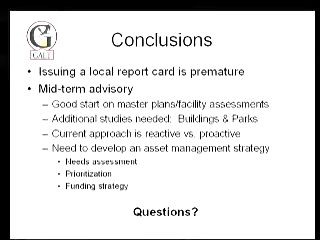 GALT
Conclusions
• Issuing a local report card is premature
• Mid-term advisory
– Good start on master plans/facility assessments
– Additional studies needed: Buildings & Parks
– Current approach is reactive vs. proactive
– Need to develop an asset management strategy
• Needs assessment
• Prioritization
• Funding strategy
Questions?